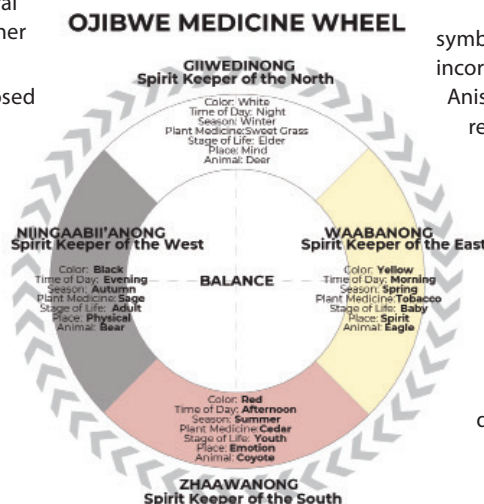 OJIBWE MEDICINE WHEEL
GIIWEDINONG
Spirit Keeper of the North
Color: White
Time of Day: Night
Season: Winter
Plant Medicine:Sweet Grass
Stage of Life: Elder
Place: Mind
Animal: Deer
NIINGAABII'ANONG
Spirit Keeper of the West
Color: Black
Time of Day: Evening
Season: Autumn
Plant Medicine: Sage
Stage of Life: Adult
Place: Physical
Animal: Bear
BALANCE
WAABANONG
Spirit Keeper of the East
Color: Yellow
Time of Day: Morning
Season: Spring
Plant Medicine:Tobacco
Stage of Life: Baby
Place: Spirit
Animal: Eagle
Color: Red
Time of Day: Afternoon
Season: Summer
Plant Medicine:Cedar
Stage of Life: Youth
Place: Emotion
Animal: Coyote
ZHAAWANONG
Spirit Keeper of the South
symb
incor
Anis
re